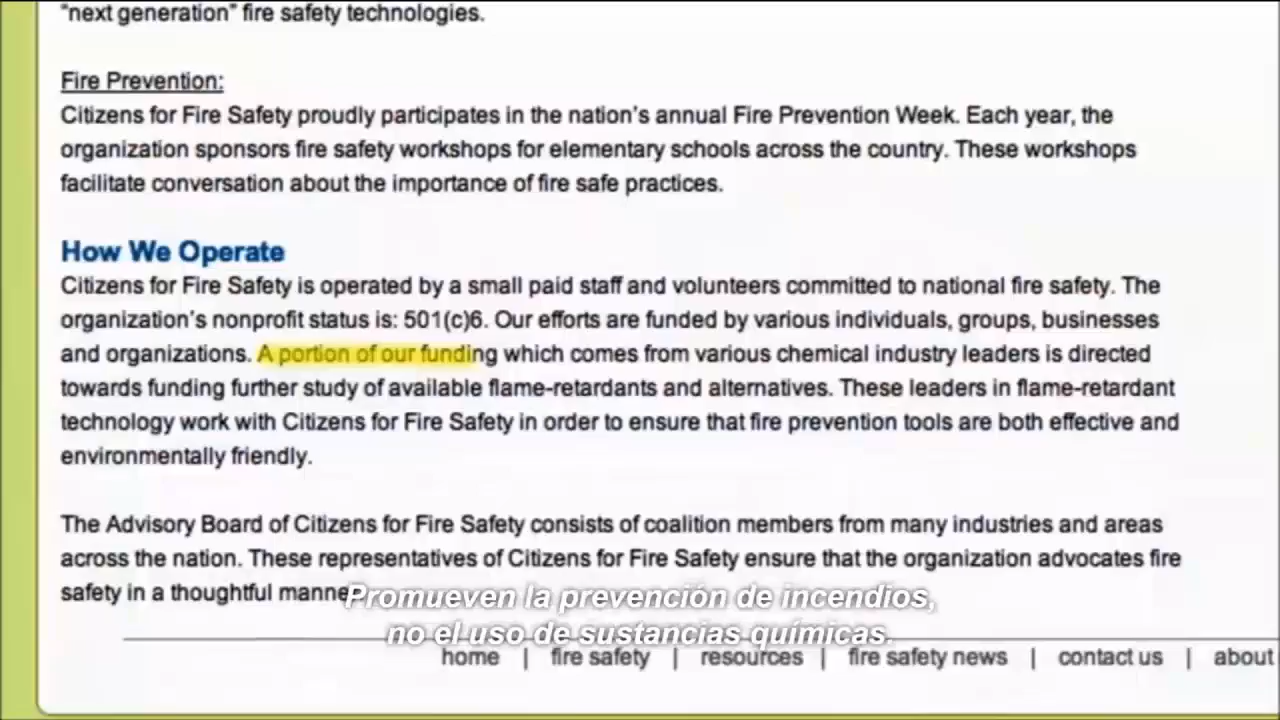 "next generation" fire safety technologies.
Fire Prevention:
Citizens for Fire Safety proudly participates in the nation's annual Fire Prevention Week. Each year, the
organization sponsors fire safety workshops for elementary schools across the country. These workshops
facilitate conversation about the importance of fire safe practices.
How We Operate
Citizens for Fire Safety is operated by a small paid staff and volunteers committed to national fire safety. The
organization's nonprofit status is: 501(c)6. Our efforts are funded by various individuals, groups, businesses
and organizations. A portion of our funding which comes from various chemical industry leaders is directed
towards funding further study of available flame-retardants and alternatives. These leaders in flame-retardant
technology work with Citizens for Fire Safety in order to ensure that fire prevention tools are both effective and
environmentally friendly.
The Advisory Board of Citizens for Fire Safety consists of coalition members from many industries and areas
across the nation. These representatives of Citizens for Fire Safety ensure that the organization advocates fire
safety in a thoughtful manne
Promueven la prevención de incendios,
no el uso de sustancias químicas.
home | fire safety | resources | fire safety news | contact us | about